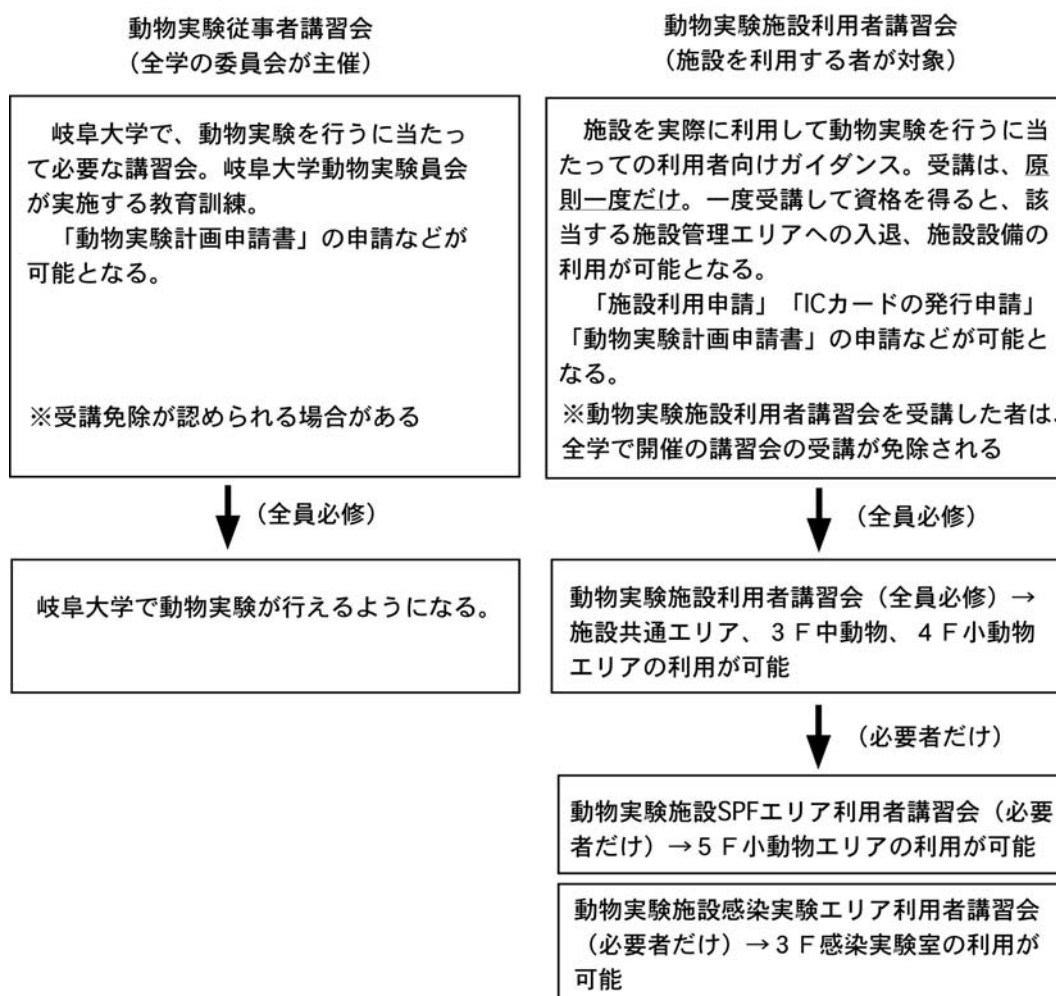 動物実験従事者講習会
（全学の委員会が主催）
岐阜大学で、動物実験を行うに当たっ
て必要な講習会。岐阜大学動物実験員会
が実施する教育訓練。
「動物実験計画申請書」の申請などが
可能となる。
※受講免除が認められる場合がある
（全員必修）
岐阜大学で動物実験が行えるようになる。
動物実験施設利用者講習会
（施設を利用する者が対象）
施設を実際に利用して動物実験を行うに当
たっての利用者向けガイダンス。受講は、原
則一度だけ。一度受講して資格を得ると、該
当する施設管理エリアへの入退、施設設備の
利用が可能となる。
「施設利用申請」「ICカードの発行申請」
「動物実験計画申請書」の申請などが可能と
なる。
※動物実験施設利用者講習会を受講した者は、
全学で開催の講習会の受講が免除される
（全員必修）
動物実験施設利用者講習会（全員必修）→
施設共通エリア、３Ｆ中動物、４Ｆ小動物
エリアの利用が可能
（必要者だけ）
動物実験施設SPFエリア利用者講習会（必要
者だけ）→５Ｆ小動物エリアの利用が可能
動物実験施設感染実験エリア利用者講習会
（必要者だけ）→３Ｆ感染実験室の利用が
可能